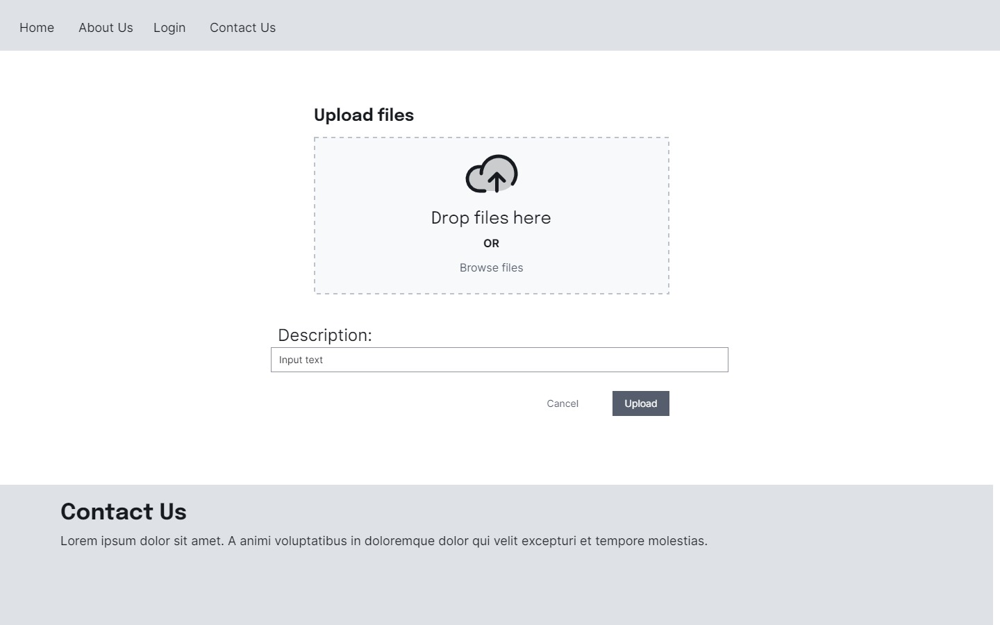 Home About Us Login Contact Us
Upload files
Drop files here
OR
Browse files
Description:
Input text
Cancel Upload
Contact Us
Lorem ipsum dolor sit amet. A animi voluptatibus in doloremque dolor qui velit excepturi et tempore molestias.